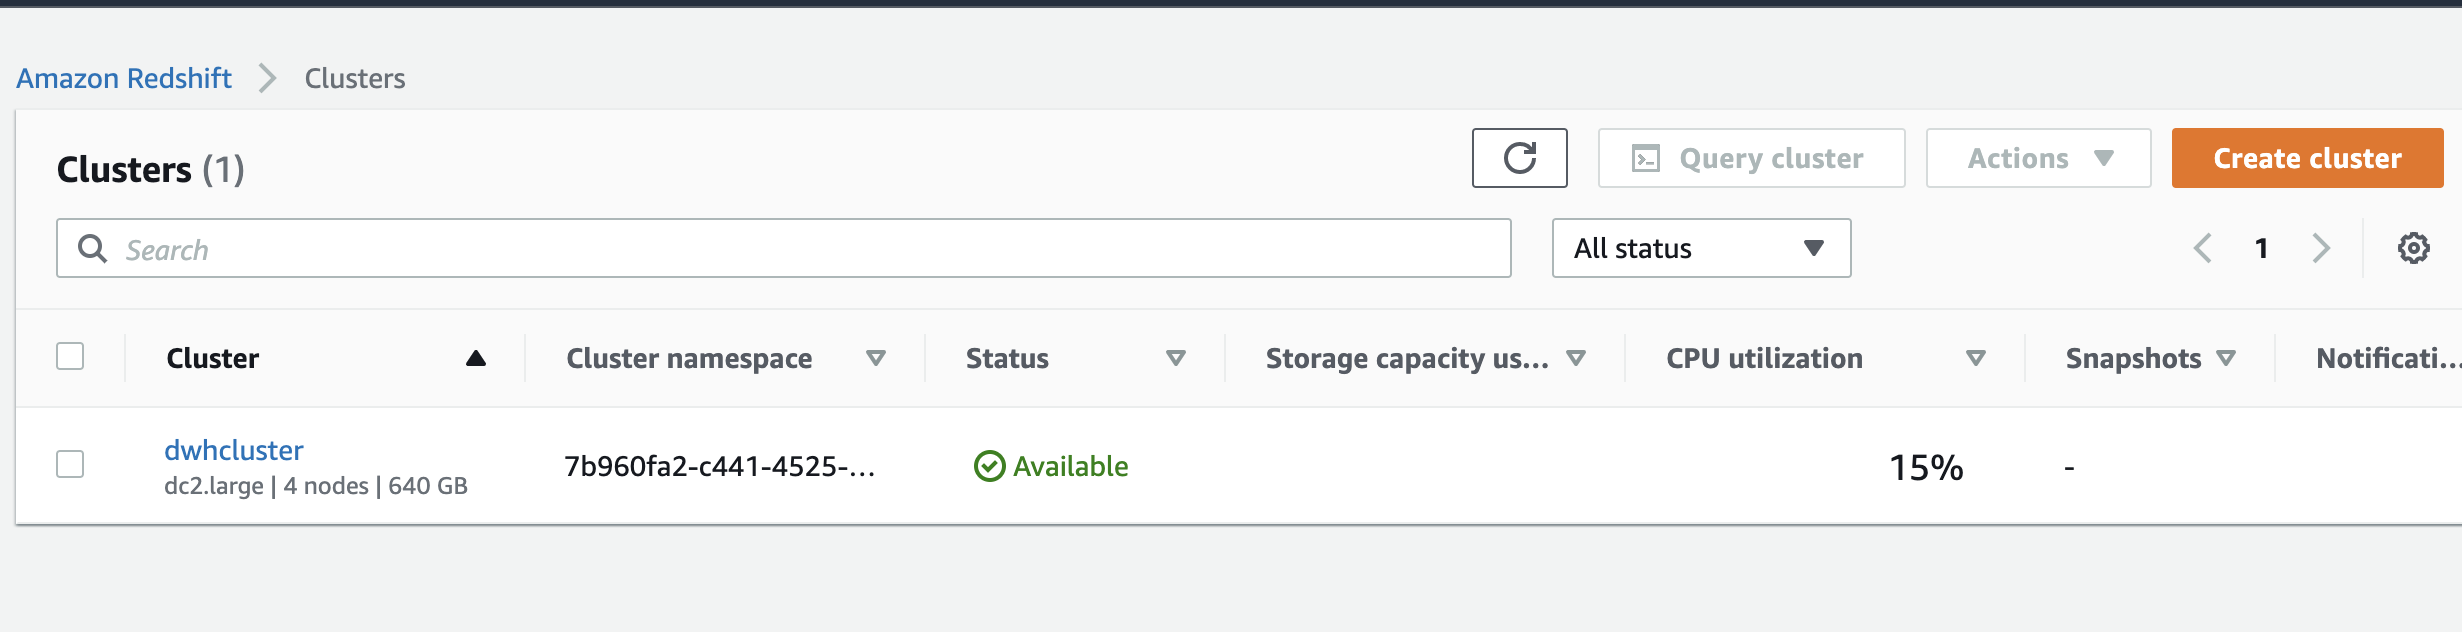 Amazon Redshift > Clusters
Clusters (1)
Query cluster
Actions
Create cluster
Search
All status
1
Cluster
Cluster namespace
Status
Storage capacity us...
CPU utilization
Snapshots
Notificati...
dwhcluster
dc2.large | 4 nodes | 640 GB
7b960fa2-c441-4525-...
Available
15%
-